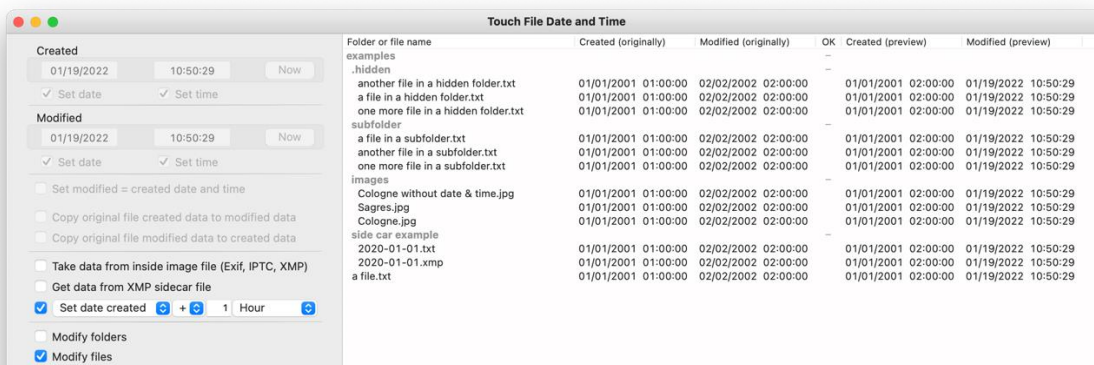 Touch File Date and Time
Created
01/19/2022 10:50:29 Now
Set date Set time
Modified
01/19/2022 10:50:29 Now
Set date Set time
Set modified = created date and time
Copy original file created data to modified data
Copy original file modified data to created data
Take data from inside image file (Exif, IPTC, XMP)
Get data from XMP sidecar file
Set date created + 1 Hour
Modify folders
Modify files
Folder or file name Created (originally) Modified (originally) OK Created (preview) Modified (preview)
examples –
.hidden –
another file in a hidden folder.txt 01/01/2001 01:00:00 02/02/2002 02:00:00 01/01/2001 02:00:00 01/19/2022 10:50:29
a file in a hidden folder.txt 01/01/2001 01:00:00 02/02/2002 02:00:00 01/01/2001 02:00:00 01/19/2022 10:50:29
one more file in a hidden folder.txt 01/01/2001 01:00:00 02/02/2002 02:00:00 01/01/2001 02:00:00 01/19/2022 10:50:29
subfolder –
a file in a subfolder.txt 01/01/2001 01:00:00 02/02/2002 02:00:00 01/01/2001 02:00:00 01/19/2022 10:50:29
another file in a subfolder.txt 01/01/2001 01:00:00 02/02/2002 02:00:00 01/01/2001 02:00:00 01/19/2022 10:50:29
one more file in a subfolder.txt 01/01/2001 01:00:00 02/02/2002 02:00:00 01/01/2001 02:00:00 01/19/2022 10:50:29
images –
Cologne without date & time.jpg 01/01/2001 01:00:00 02/02/2002 02:00:00 01/01/2001 02:00:00 01/19/2022 10:50:29
Sagres.jpg 01/01/2001 01:00:00 02/02/2002 02:00:00 01/01/2001 02:00:00 01/19/2022 10:50:29
Cologne.jpg 01/01/2001 01:00:00 02/02/2002 02:00:00 01/01/2001 02:00:00 01/19/2022 10:50:29
side car example –
2020-01-01.txt 01/01/2001 01:00:00 02/02/2002 02:00:00 01/01/2001 02:00:00 01/19/2022 10:50:29
2020-01-01.xmp 01/01/2001 01:00:00 02/02/2002 02:00:00 01/01/2001 02:00:00 01/19/2022 10:50:29
a file.txt 01/01/2001 01:00:00 02/02/2002 02:00:00 01/01/2001 02:00:00 01/19/2022 10:50:29